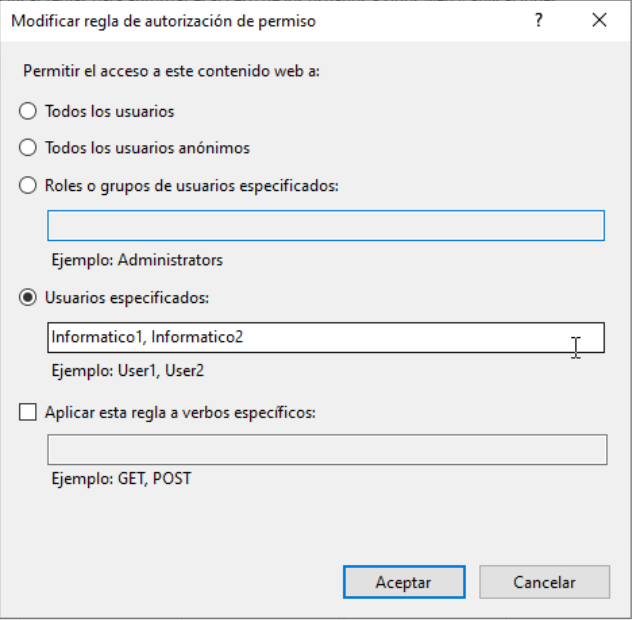 Modificar regla de autorización de permiso
Permitir el acceso a este contenido web a:
Todos los usuarios
Todos los usuarios anónimos
Roles o grupos de usuarios especificados:
Ejemplo: Administrators
Usuarios especificados:
Informatico1, Informatico2
Ejemplo: User1, User2
Aplicar esta regla a verbos específicos:
Ejemplo: GET, POST
Aceptar Cancelar